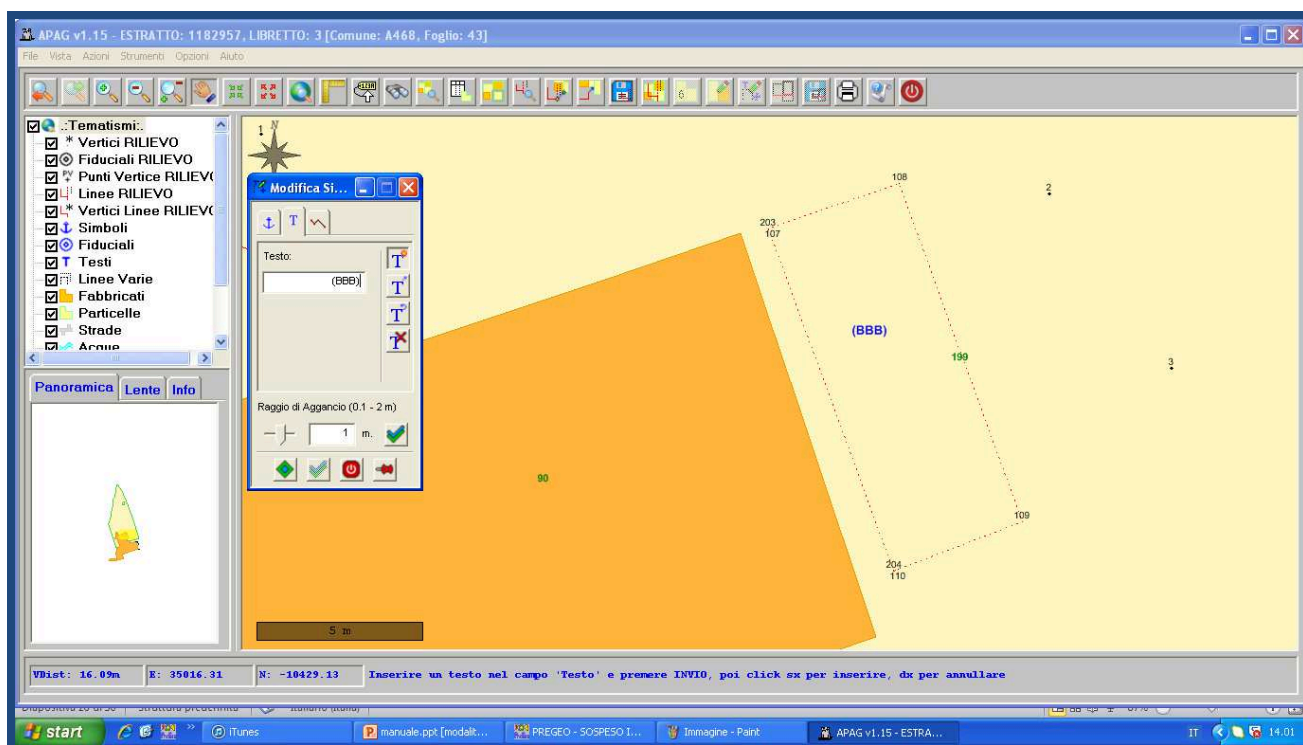 APAG v1.15 - ESTRATTO: 1182957, LIBRETTO: 3 [Comune: A468, Foglio: 43]
File Vista Azioni Strumenti Opzioni Aiuto
.:Tematismi:.
Vertici RILIEVO
Fiduciali RILIEVO
Punti Vertice RILIEV(
Linee RILIEVO
Vertici Linee RILIEV(
Simboli
Fiduciali
T Testi
Linee Varie
Fabbricati
Particelle
Strade
Acque
Panoramica Lente Info
1 N
Modifica Si...
T
Testo:
(BBB)
Raggio di Aggancio (0.1 - 2 m)
1 m.
108
2
203
107
(BBB)
199
3
90
109
204
110
5 m
VDist: 16.09m E: 35016.31 N: -10429.13 Inserire un testo nel campo 'Testo' e premere INVIO, poi click sx per inserire, dx per annullare
start iTunes manuale.ppt [modalit... PREGEO - SOSPESO I... Immagine - Paint APAG v1.15 - ESTRA... IT 14.01